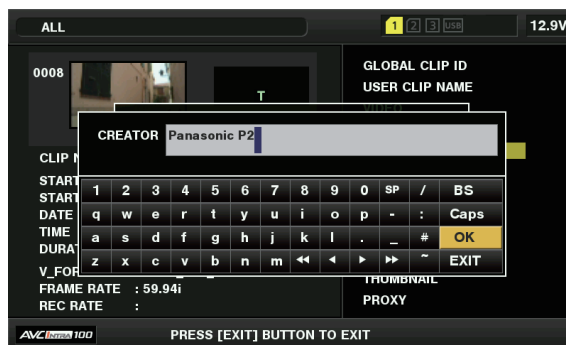 ALL
1 2 3 USB
12.9V
0008
T
GLOBAL CLIP ID
USER CLIP NAME
VIDEO
CREATOR Panasonic P2
CLIP
START
START
DATE
TIME
DURAT
V_FOR
FRAME RATE : 59.94i
REC RATE :
1 2 3 4 5 6 7 8 9 0 SP / BS
q w e r t y u i o p - : Caps
a s d f g h j k l . _ # OK
z x c v b n m ◀◀ ◀ ▶ ▶▶ ~ EXIT
THUMBNAIL
PROXY
AVC INTRA 100
PRESS [EXIT] BUTTON TO EXIT